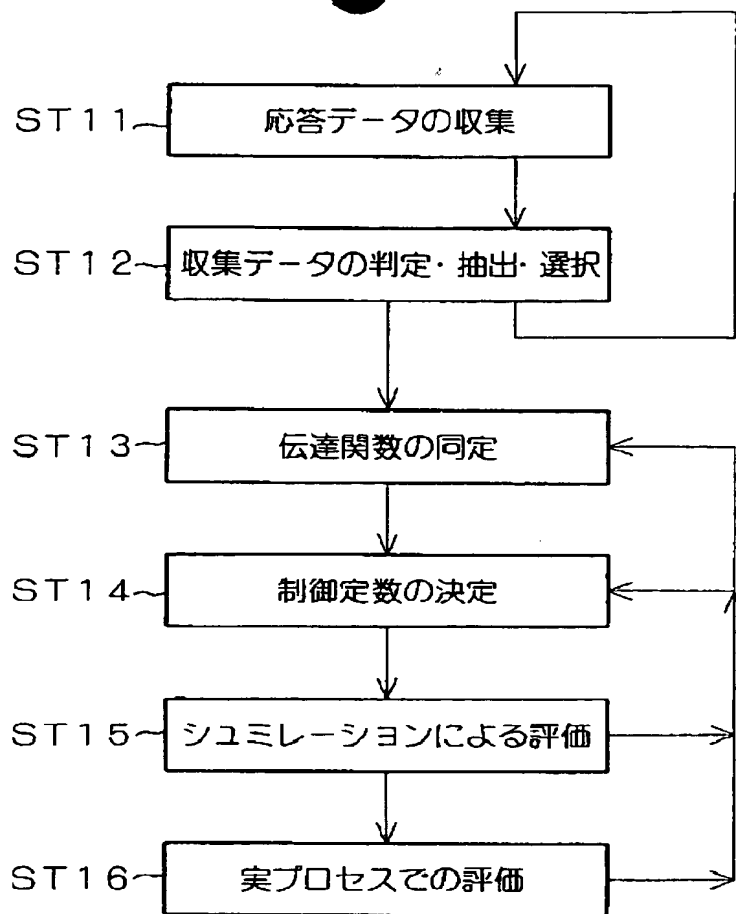 ST11 応答データの収集
ST12 収集データの判定・抽出・選択
ST13 伝達関数の同定
ST14 制御定数の決定
ST15 シュミレーションによる評価
ST16 実プロセスでの評価